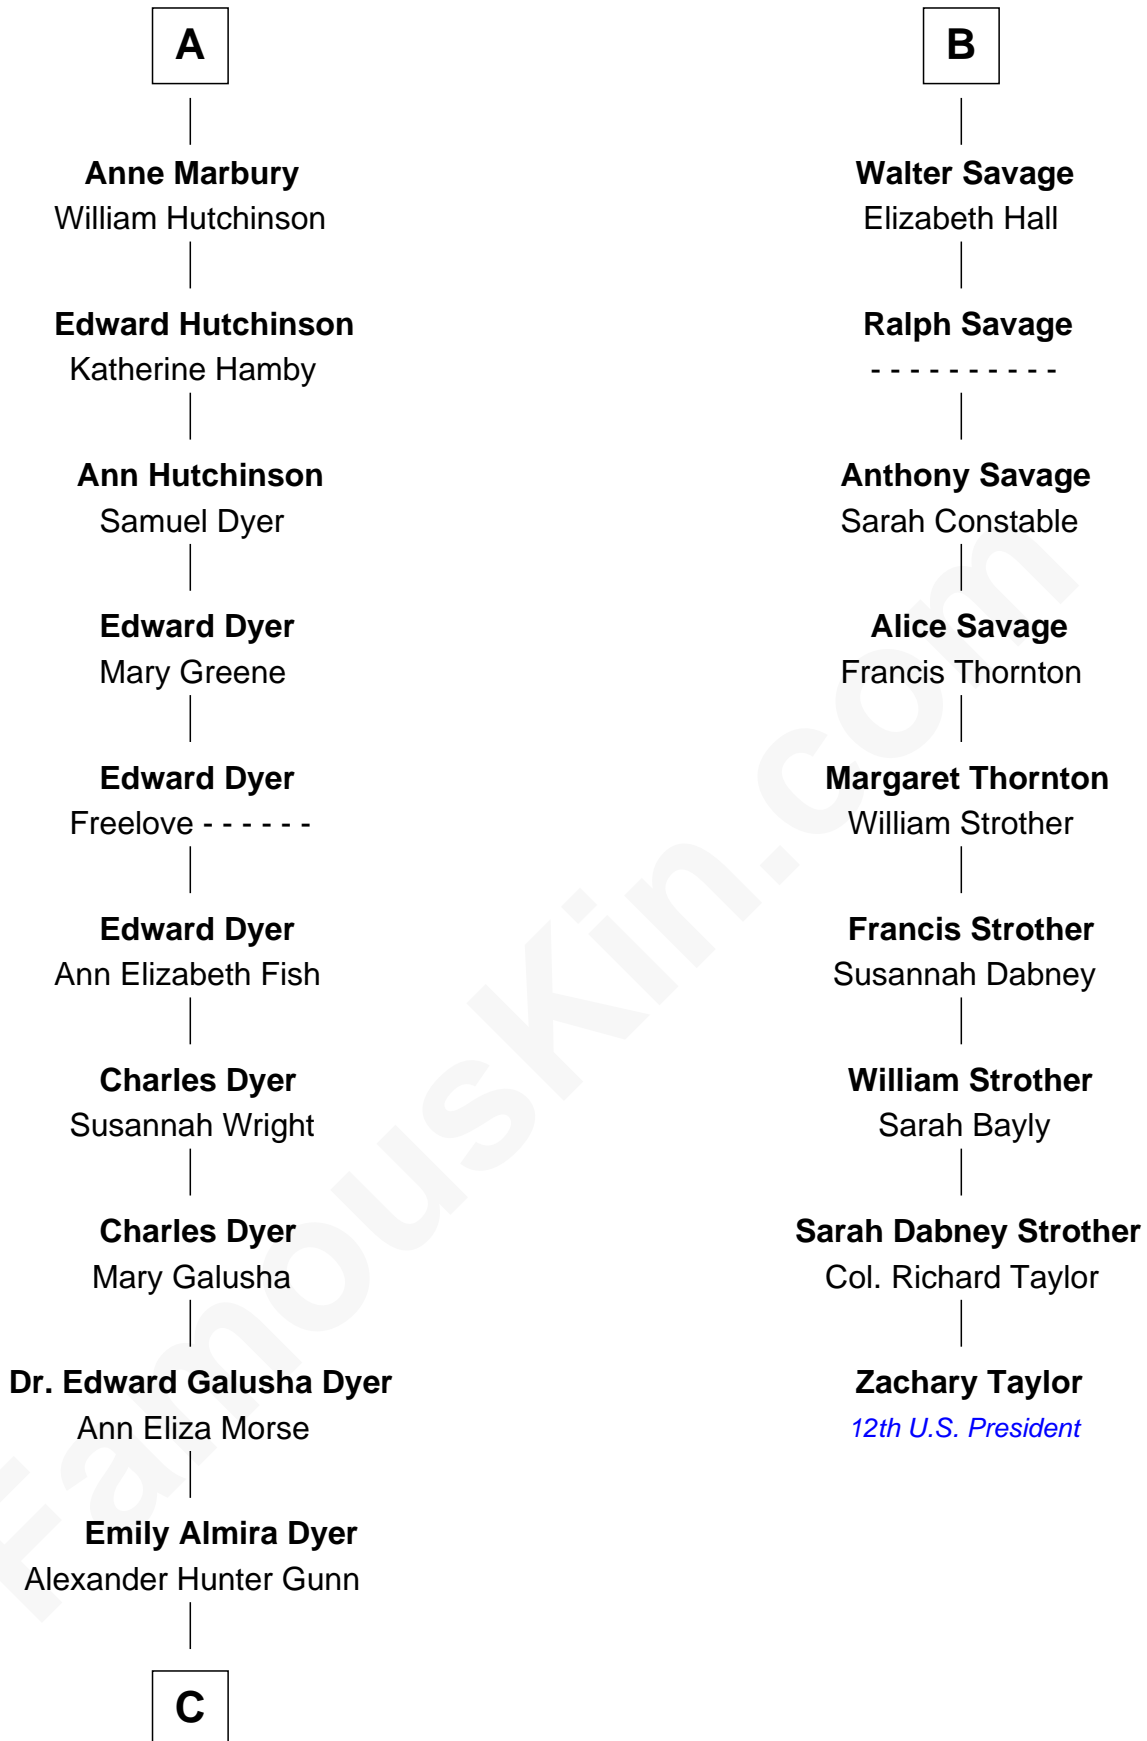 A
Anne Marbury
William Hutchinson
Edward Hutchinson
Katherine Hamby
Ann Hutchinson
Samuel Dyer
Edward Dyer
Mary Greene
Edward Dyer
Freelove - - - - - -
Edward Dyer
Ann Elizabeth Fish
Charles Dyer
Susannah Wright
Charles Dyer
Mary Galusha
Dr. Edward Galusha Dyer
Ann Eliza Morse
Emily Almira Dyer
Alexander Hunter Gunn
C
B
Walter Savage
Elizabeth Hall
Ralph Savage
- - - - - - - - - -
Anthony Savage
Sarah Constable
Alice Savage
Francis Thornton
Margaret Thornton
William Strother
Francis Strother
Susannah Dabney
William Strother
Sarah Bayly
Sarah Dabney Strother
Col. Richard Taylor
Zachary Taylor
12th U.S. President
FamousKin.com